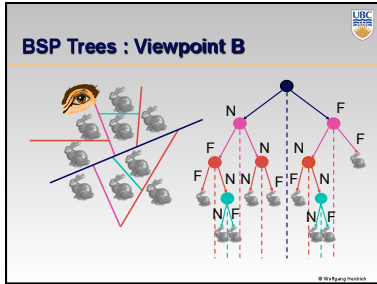 UBC
BSP Trees : Viewpoint B
N F
F N N F
F N N F F N
N F N F
© Wolfgang Heidrich